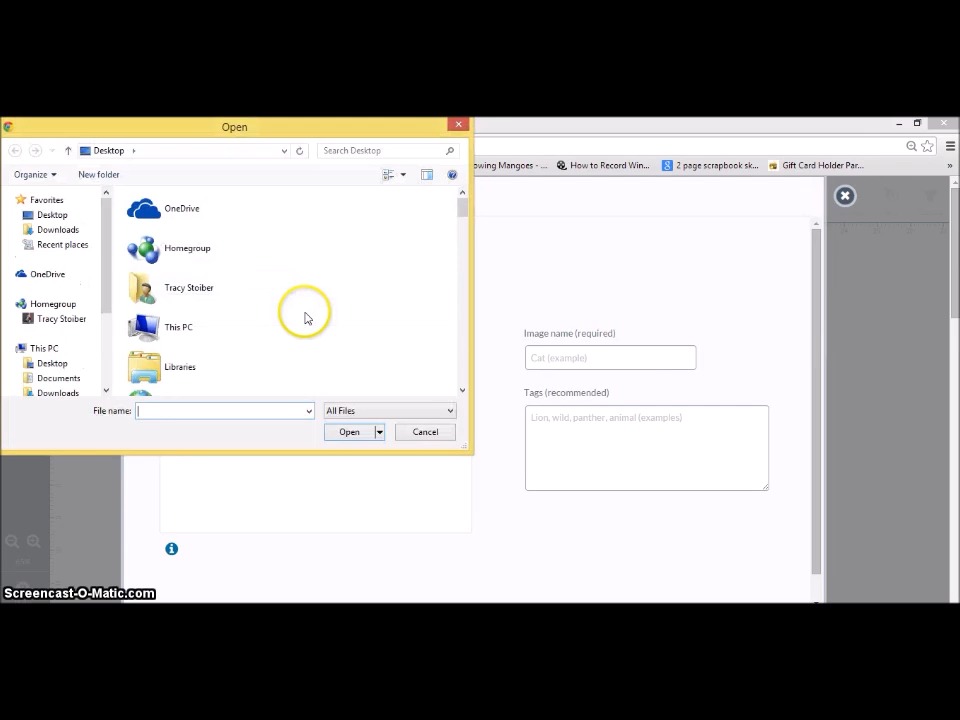 Open
Desktop
Search Desktop
owing Mangoes - ...
How to Record Win...
2 page scrapbook sk...
Gift Card Holder Par...
»
Organize
New folder
Favorites
Desktop
Downloads
Recent places
OneDrive
Homegroup
Tracy Stoiber
This PC
Desktop
Documents
Downloads
OneDrive
Homegroup
Tracy Stoiber
This PC
Libraries
File name:
All Files
Open
Cancel
Image name (required)
Cat (example)
Tags (recommended)
Lion, wild, panther, animal (examples)
Screencast-O-Matic.com